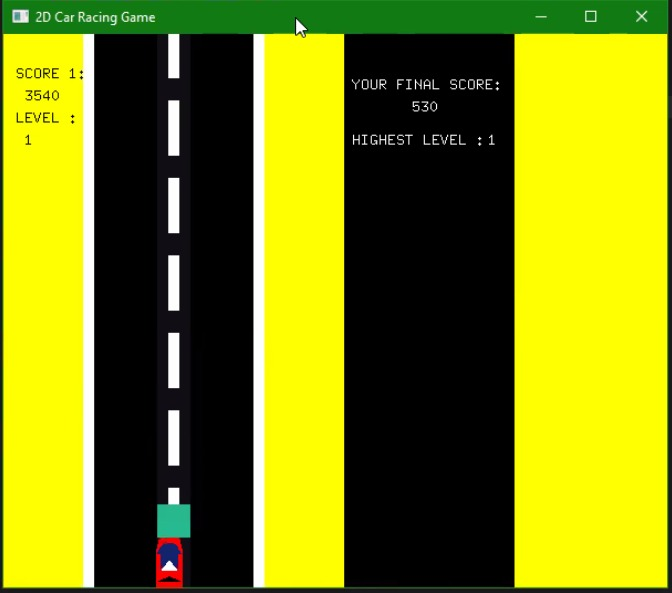 2D Car Racing Game
SCORE 1:
3540
LEVEL :
1
YOUR FINAL SCORE:
530
HIGHEST LEVEL : 1